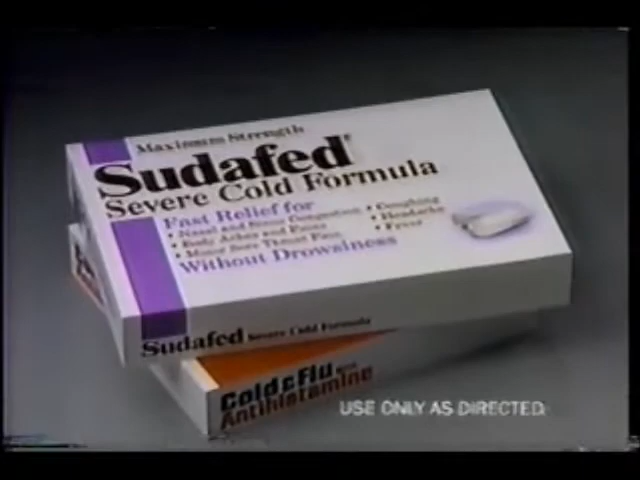 Maximum Strength
Sudafed®
Severe Cold Formula
Fast Relief for
• Nasal and Sinus Congestion • Coughing
• Body Aches and Pains • Headache
• Minor Sore Throat Pain • Fever
Without Drowsiness
Sudafed Severe Cold Formula
Cold & Flu with
Antihistamine
USE ONLY AS DIRECTED.